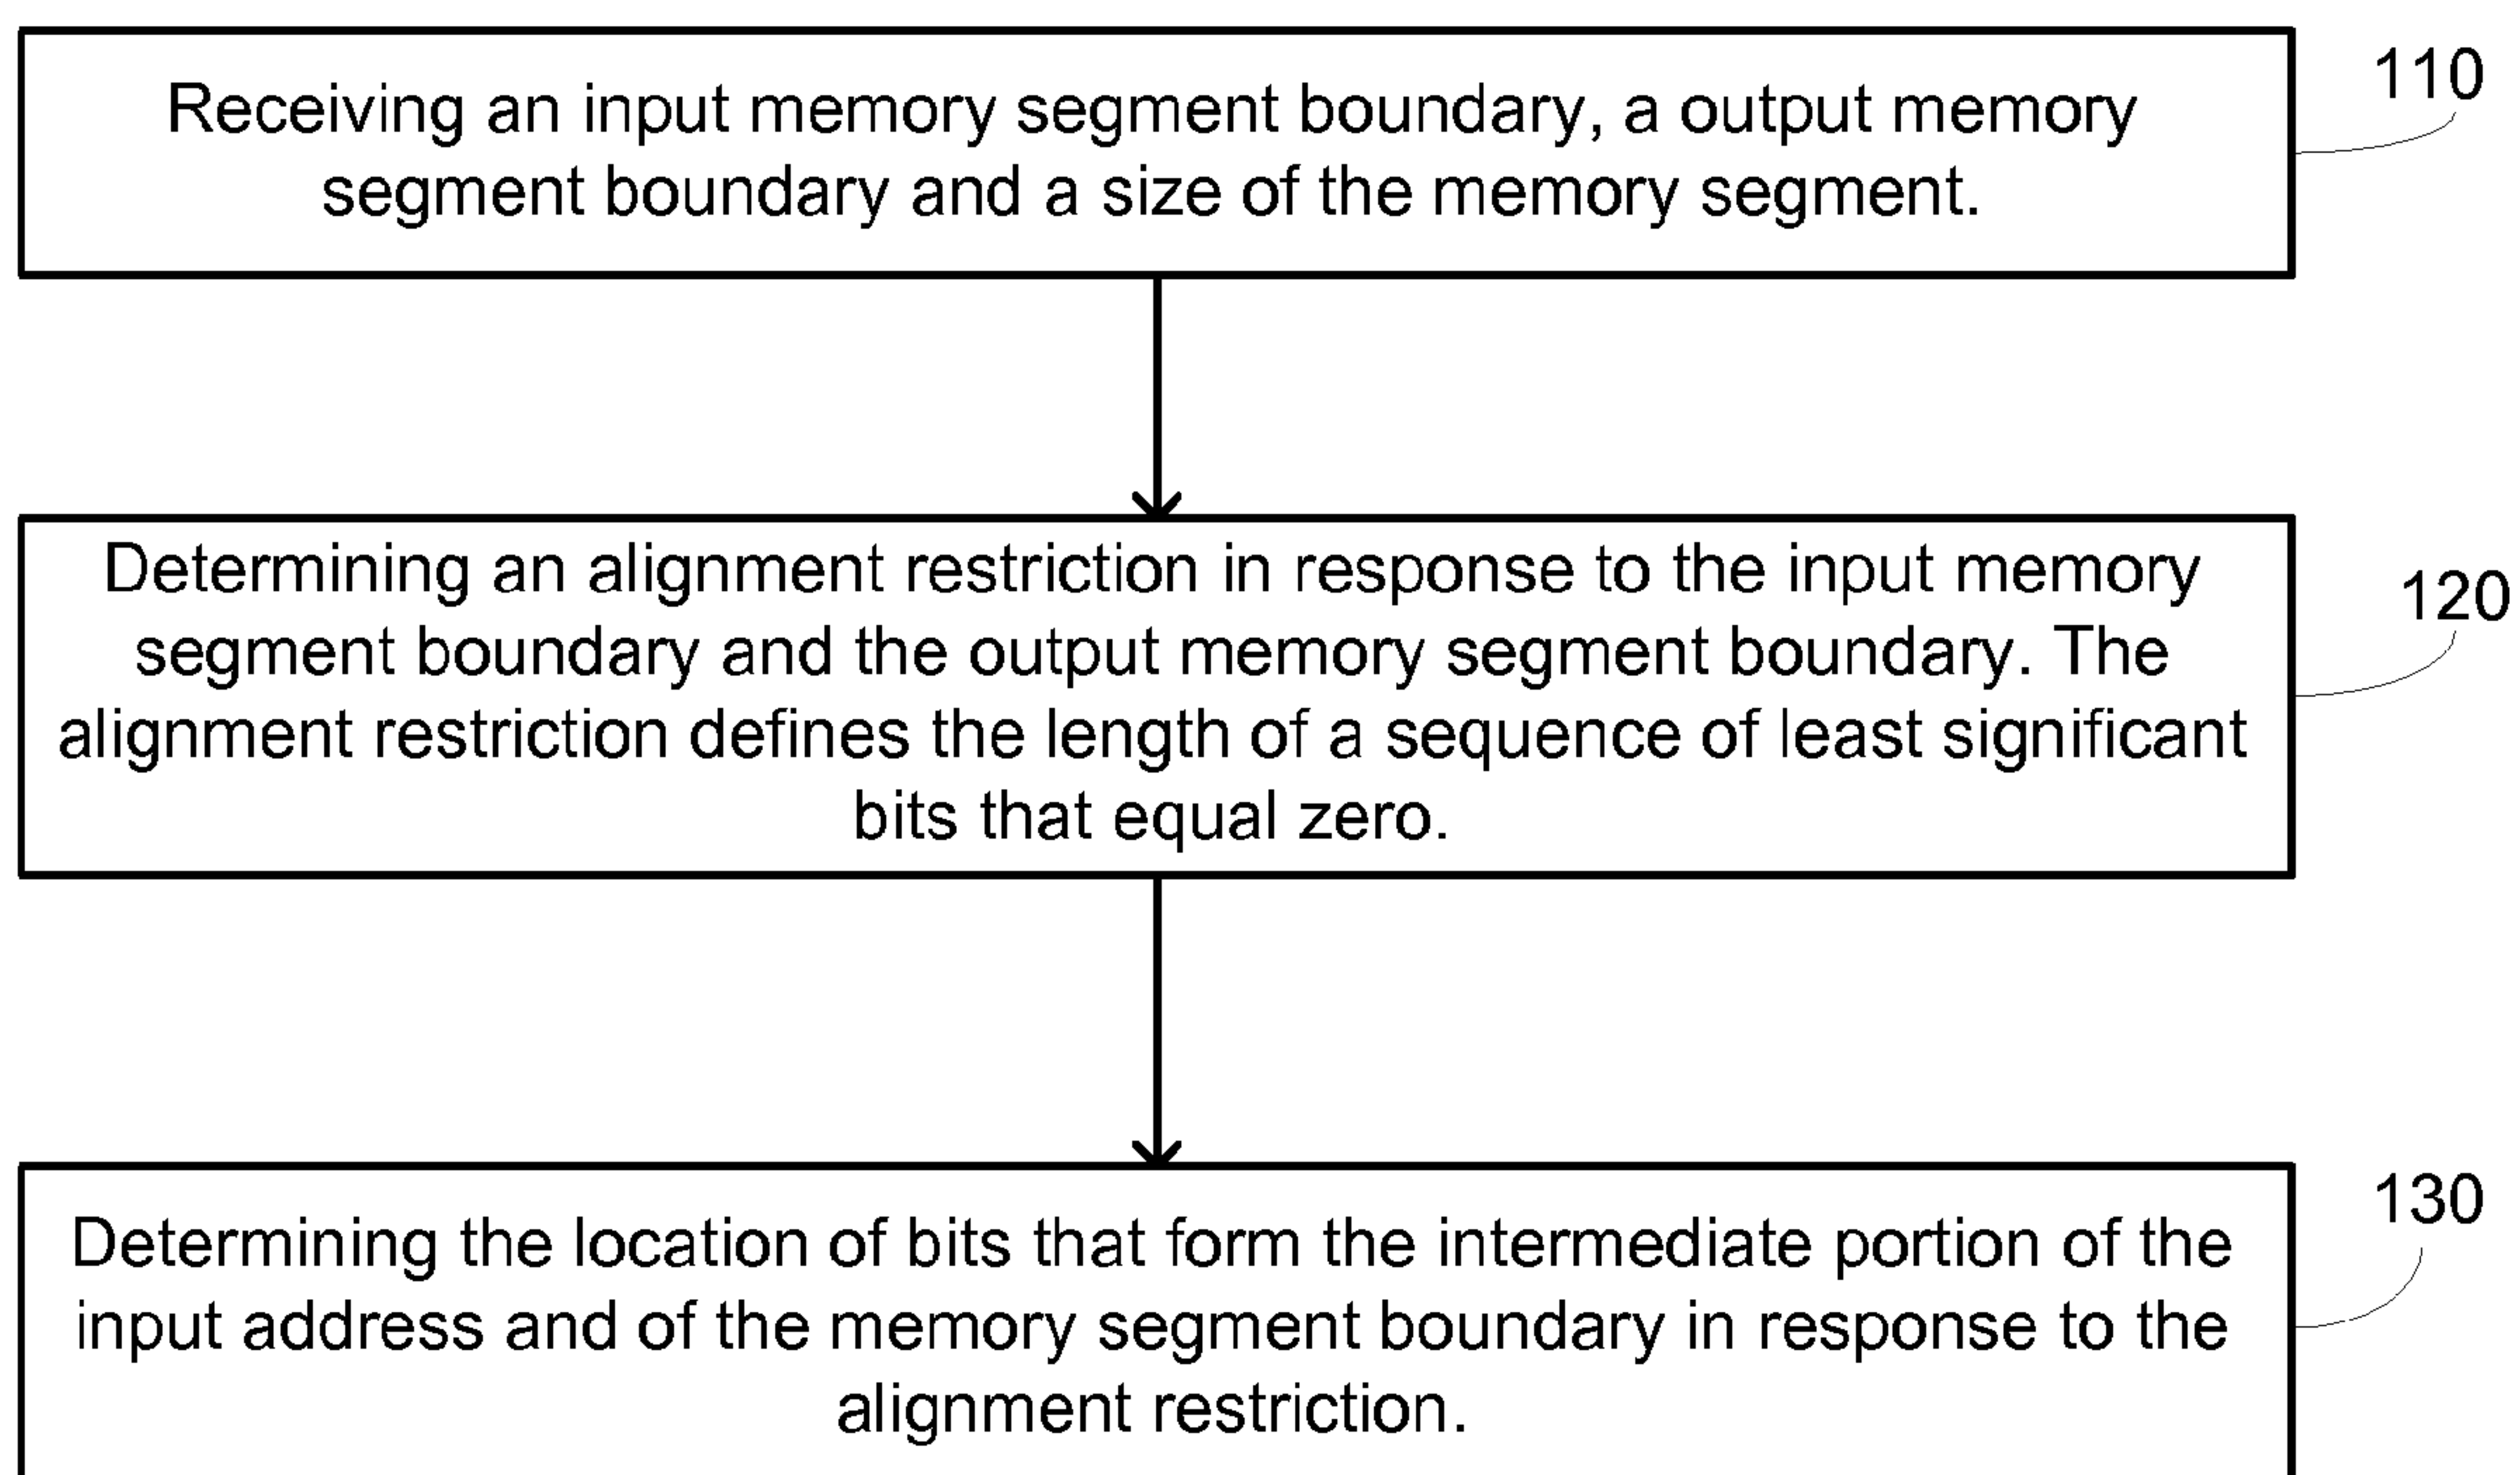 Receiving an input memory segment boundary, a output memory
segment boundary and a size of the memory segment.
110
Determining an alignment restriction in response to the input memory
segment boundary and the output memory segment boundary. The
alignment restriction defines the length of a sequence of least significant
bits that equal zero.
120
Determining the location of bits that form the intermediate portion of the
input address and of the memory segment boundary in response to the
alignment restriction.
130